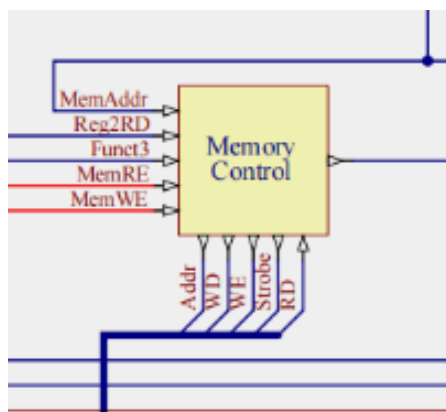 MemAddr
Reg2RD
Funct3
MemRE
MemWE
Memory
Control
Addr
WD
WE
Strobe
RD